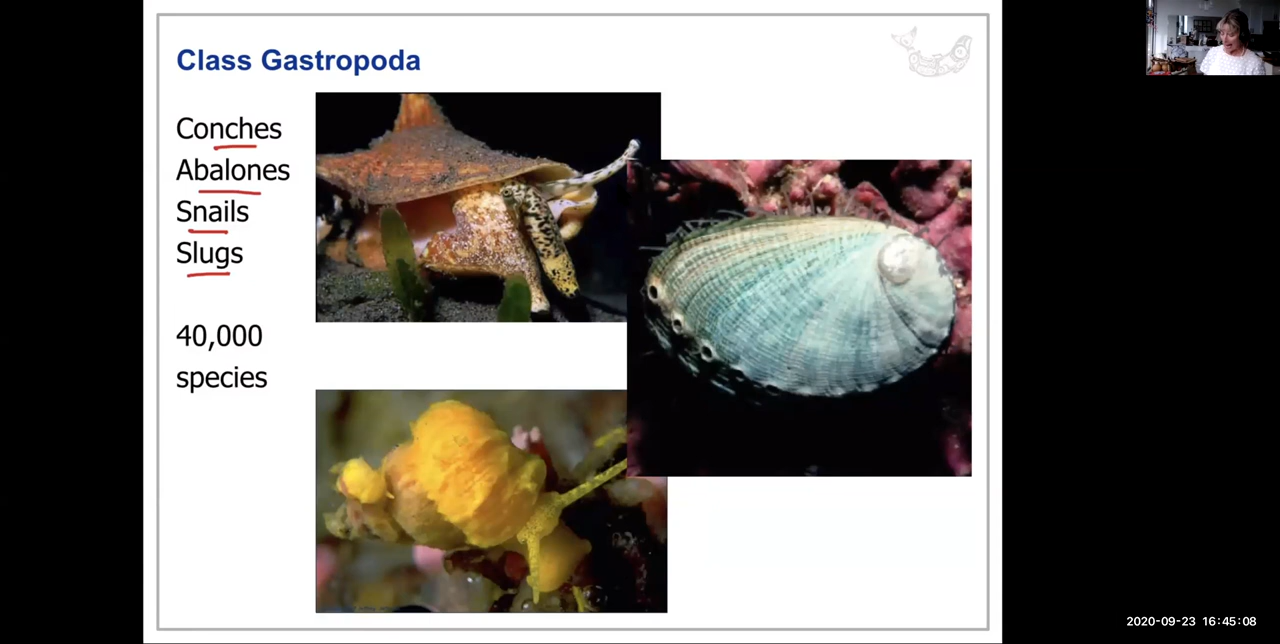 Class Gastropoda
Conches
Abalones
Snails
Slugs
40,000
species
2020-09-23 16:45:08